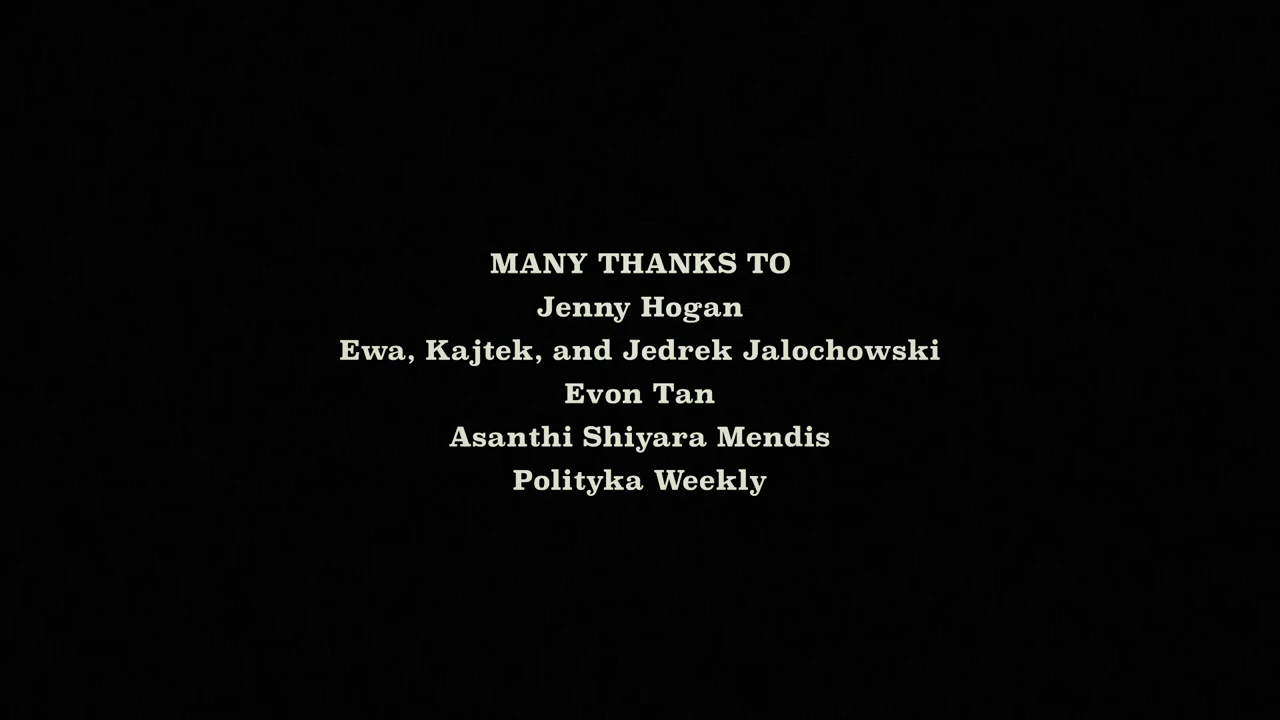 MANY THANKS TO
Jenny Hogan
Ewa, Kajtek, and Jedrek Jalochowski
Evon Tan
Asanthi Shiyara Mendis
Polityka Weekly